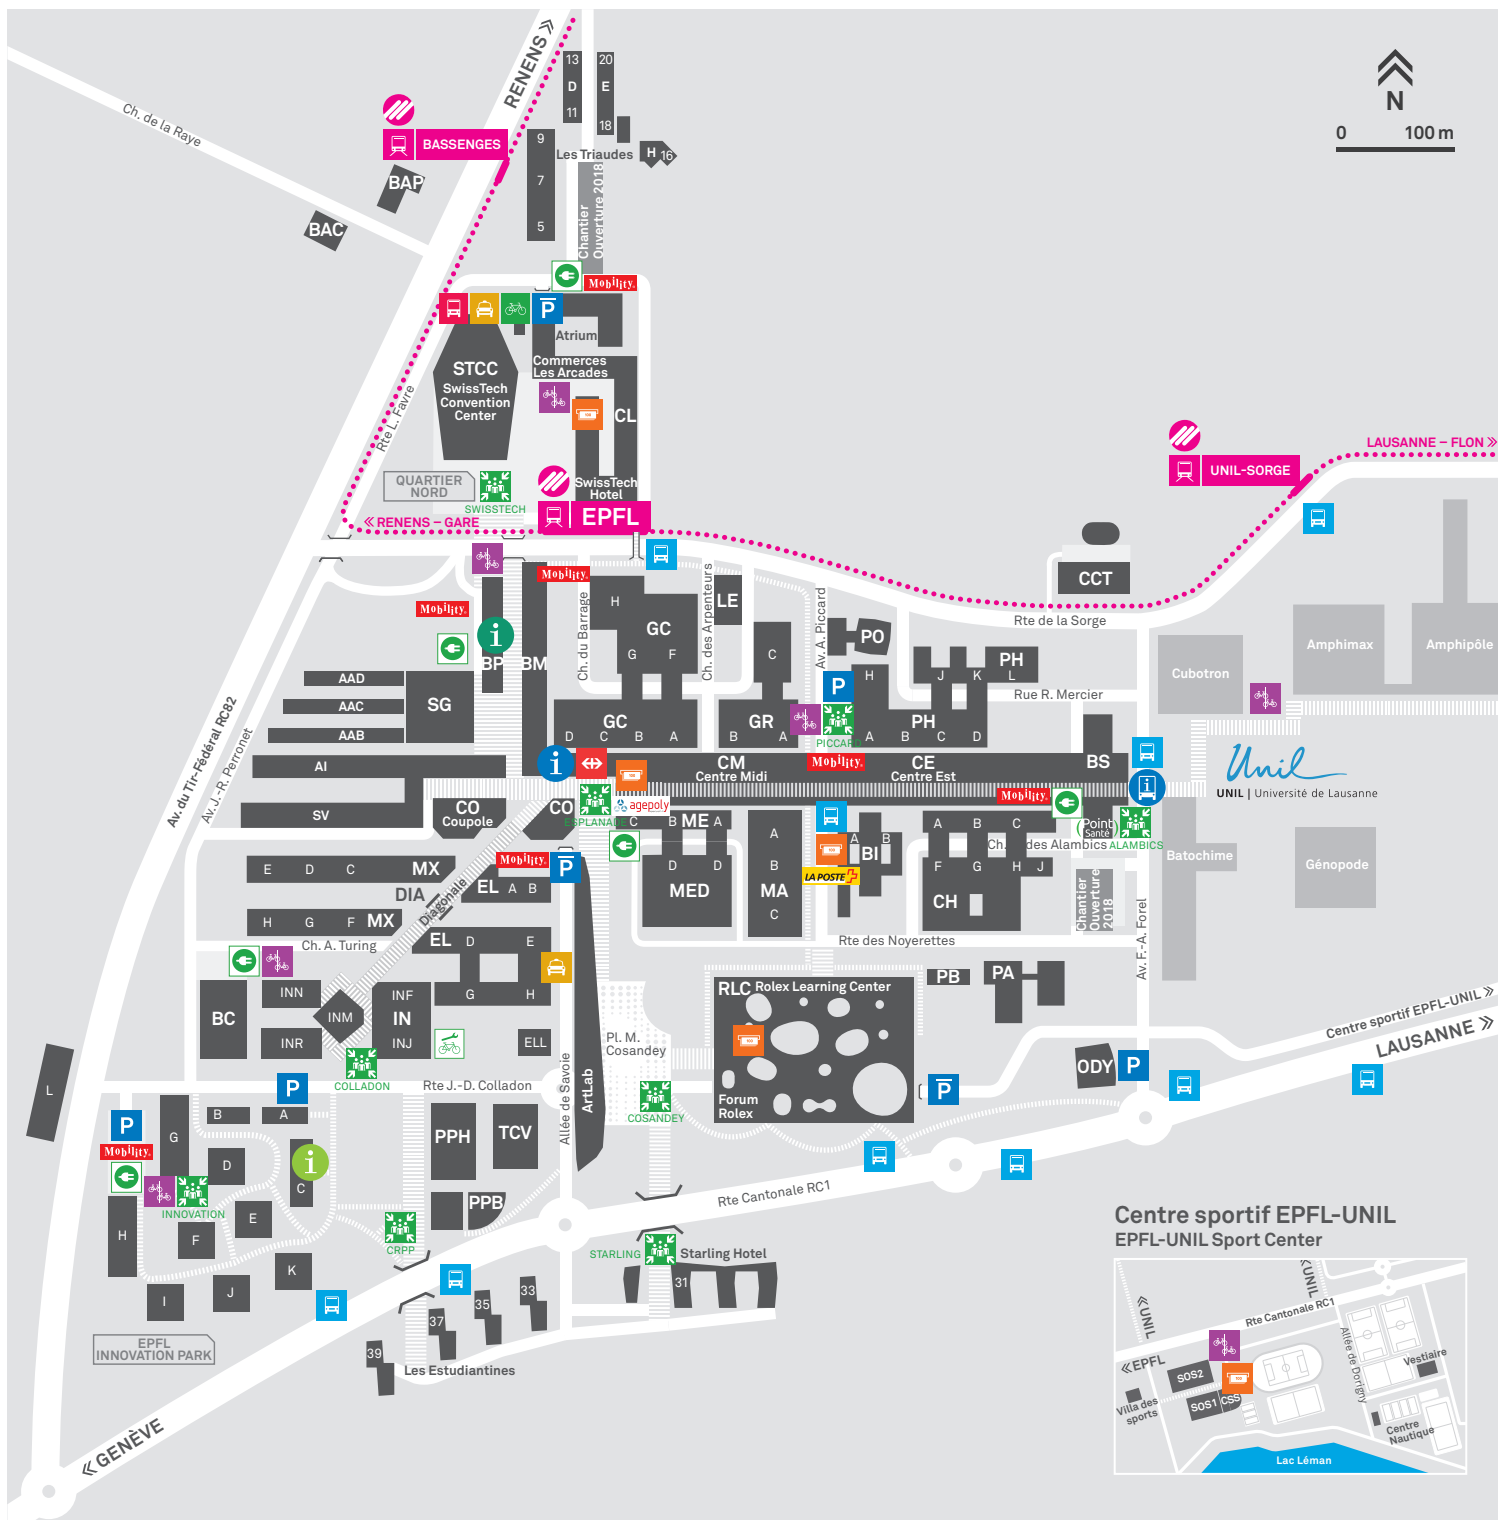 RENENS >>
13
D
11
20
E
18
N
0 100 m
Ch. de la Raye
BASSENGES
BAP
BAC
9
7
5
Les Triaudes
H 16
Chantier
Ouverture 2018
Mobility.
P
Atrium
STCC
SwissTech
Convention
Center
Commerces
Les Arcades
CL
Rte L. Favre
QUARTIER
NORD
SWISSTECH
SwissTech
Hotel
EPFL
<< RENENS – GARE
LAUSANNE – FLON >>
UNIL-SORGE
CCT
Rte de la Sorge
Mobility.
Mobility.
i
BP
BM
Ch. du Barrage
H
GC
G F
Ch. des Arpenteurs
LE
C
Av. A. Piccard
PO
PH
H
J K L
Rue R. Mercier
P
PICCARD
GC
D C B A
GR
B A
PH
A B C D
Amphimax
Amphipôle
Cubotron
AAD
AAC
AAB
SG
AI
SV
Av. du Tir-Fédéral RC82
Av. J.-R. Perronet
i
CM
Centre Midi
Mobility.
CE
Centre Est
BS
Mobility.
i
Unil
UNIL | Université de Lausanne
CO
Coupole
CO
ESPLANADE
agepoly
C B A
ME
D D
MED
A
B
MA
C
A B
BI
LA POSTE
A B C
Ch. des Alambics
F G H J
CH
Point
Santé
ALAMBICS
Batochime
Génopode
Chantier
Ouverture
2018
Av. F.-A. Forel
E D C MX
DIA
Diagonale
H G F MX
Ch. A. Turing
Mobility.
P
EL A B
EL D E
G H
Rte des Noyerettes
BC
INN
INM
INR
INF
IN
INJ
ELL
COLLADON
Rte J.-D. Colladon
Allée de Savoie
ArtLab
Pl. M.
Cosandey
COSANDEY
RLC Rolex Learning Center
Forum
Rolex
PB
PA
ODY
P
P
Centre sportif EPFL-UNIL >>
LAUSANNE >>
L
P
P
Mobility.
G
B
A
D
C
i
INNOVATION
H
F
E
K
I
J
EPFL
INNOVATION PARK
PPH
TCV
PPB
CRPP
Rte Cantonale RC1
STARLING
Starling Hotel
31
33
35
37
39
Les Estudiantines
<< GENÈVE
Centre sportif EPFL-UNIL
EPFL-UNIL Sport Center
<< UNIL
<< UNIL
Rte Cantonale RC1
<< EPFL
SOS2
SOS1
CSS
Villa des
sports
Allée de Dorigny
Vestiaire
Centre
Nautique
Lac Léman